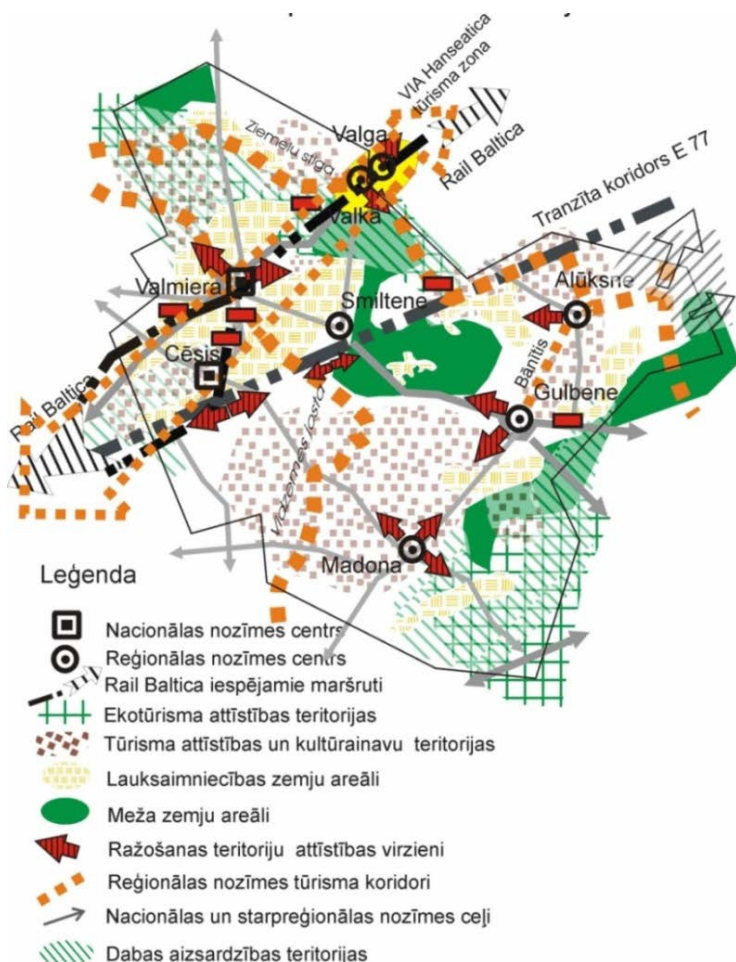 VIA Hanseatica
tūrisma zona
Valga
Ziemeļu stīga
Rail Baltica
Valka
Tranzīta koridors E 77
Valmiera
Smiltene
Alūksne
Cēsis
Bānītis
Gulbene
Rail Baltica
Vidzemes josta
Madona
Leģenda
Nacionālas nozīmes centrs
Reģionālas nozīmes centrs
Rail Baltica iespējamie maršruti
Ekotūrisma attīstības teritorijas
Tūrisma attīstības un kultūrainavu teritorijas
Lauksaimniecības zemju areāli
Meža zemju areāli
Ražošanas teritoriju attīstības virzieni
Reģionālas nozīmes tūrisma koridori
Nacionālas un starpreģionālas nozīmes ceļi
Dabas aizsardzības teritorijas